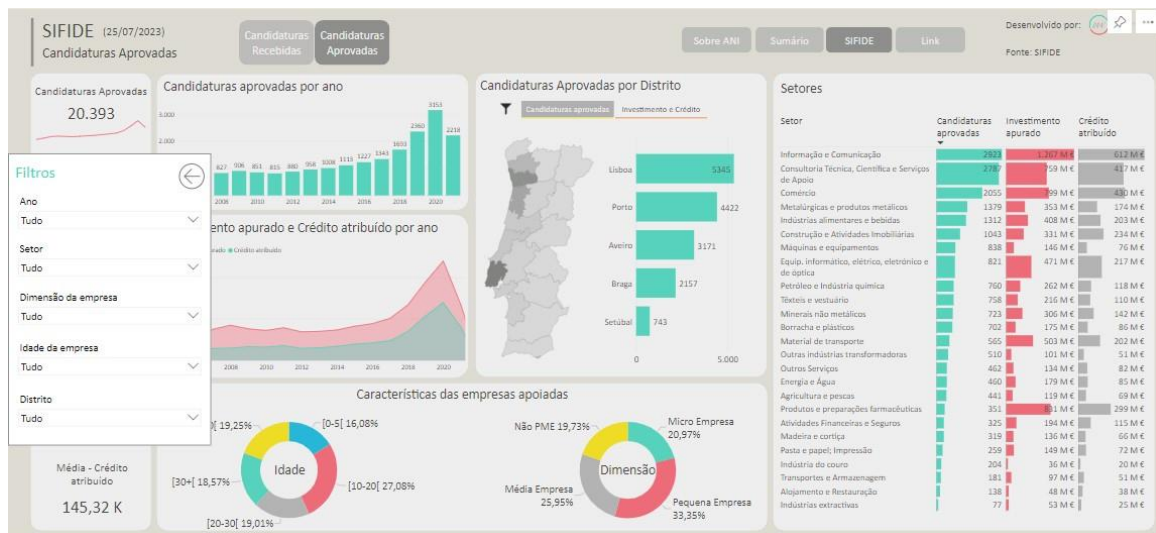 SIFIDE (25/07/2023)
Candidaturas Aprovadas
Candidaturas Recebidas
Candidaturas Aprovadas
Sobre ANI
Sumário
SIFIDE
Link
Desenvolvido por:
Fonte: SIFIDE
Candidaturas Aprovadas
20.393
Candidaturas aprovadas por ano
3.000
2.000
827 906 851 815 880 958 1008 1115 1227 1343 1633 2360 3153 2218
2008 2010 2012 2014 2016 2018 2020
Filtros
Ano
Tudo
Setor
Tudo
Dimensão da empresa
Tudo
Idade da empresa
Tudo
Distrito
Tudo
ento apurado e Crédito atribuído por ano
urado Crédito atribuído
2008 2010 2012 2014 2016 2018 2020
Candidaturas Aprovadas por Distrito
Candidaturas aprovadas
Investimento e Crédito
Lisboa 5345
Porto 4422
Aveiro 3171
Braga 2157
Setúbal 743
0 5.000
Média - Crédito
atribuído
145,32 K
Características das empresas apoiadas
[ 19,25%
[0-5[ 16,08%
[30+[ 18,57%
Idade
[10-20[ 27,08%
[20-30[ 19,01%
Não PME 19,73%
Micro Empresa
20,97%
Dimensão
Média Empresa
25,95%
Pequena Empresa
33,35%
Setores
Setor Candidaturas aprovadas Investimento apurado Crédito atribuído
Informação e Comunicação 2923 1.267 M € 612 M €
Consultoria Técnica, Científica e Serviços 2787 759 M € 417 M €
de Apoio
Comércio 2055 799 M € 430 M €
Metalúrgicas e produtos metálicos 1379 353 M € 174 M €
Indústrias alimentares e bebidas 1312 408 M € 203 M €
Construção e Atividades Imobiliárias 1043 331 M € 234 M €
Máquinas e equipamentos 838 146 M € 76 M €
Equip. informático, elétrico, eletrónico e 821 471 M € 217 M €
de óptica
Petróleo e Indústria química 760 262 M € 118 M €
Têxteis e vestuário 758 216 M € 110 M €
Minerais não metálicos 723 306 M € 142 M €
Borracha e plásticos 702 175 M € 86 M €
Material de transporte 565 503 M € 202 M €
Outras indústrias transformadoras 510 101 M € 51 M €
Outros Serviços 462 134 M € 82 M €
Energia e Água 460 179 M € 85 M €
Agricultura e pescas 441 119 M € 69 M €
Produtos e preparações farmacêuticas 351 M € 299 M €
Atividades Financeiras e Seguros 325 194 M € 115 M €
Madeira e cortiça 319 136 M € 66 M €
Pasta e papel; Impressão 259 149 M € 72 M €
Indústria do couro 204 36 M € 20 M €
Transportes e Armazenagem 181 97 M € 51 M €
Alojamento e Restauração 138 48 M € 38 M €
Indústrias extractivas 77 53 M € 25 M €